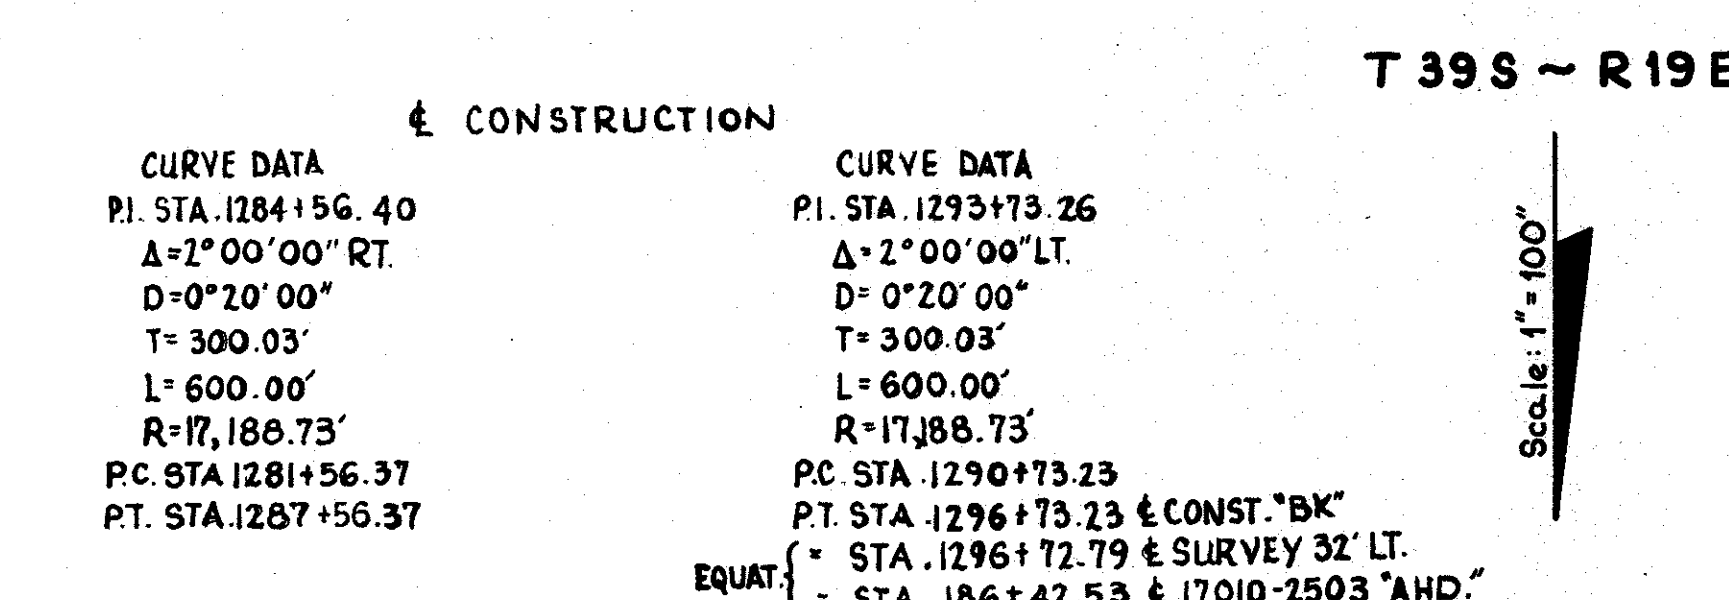 T 39 S ~ R 19 E
℄ CONSTRUCTION
CURVE DATA
P.I. STA. 1284+56.40
Δ=2°00'00" RT.
D=0°20'00"
T= 300.03'
L= 600.00'
R=17,188.73'
P.C. STA 1281+56.37
P.T. STA. 1287+56.37
CURVE DATA
P.I. STA. 1293+73.26
Δ=2°00'00" LT.
D= 0°20'00"
T= 300.03'
L= 600.00'
R=17,188.73'
P.C. STA. 1290+73.23
P.T. STA. 1296+73.23 ℄ CONST. "BK"
EQUAT. { = STA. 1296+72.79 ℄ SURVEY 32' LT.
= STA. 186+42.53 ℄ 17010-2503 "AHD."
Scale: 1" = 100'